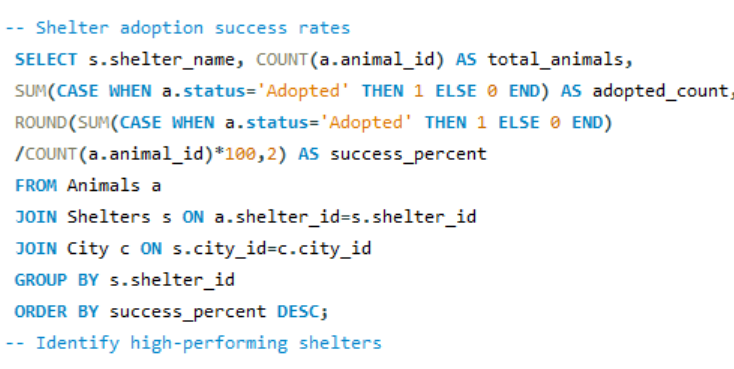 -- Shelter adoption success rates
SELECT s.shelter_name, COUNT(a.animal_id) AS total_animals,
SUM(CASE WHEN a.status='Adopted' THEN 1 ELSE 0 END) AS adopted_count,
ROUND(SUM(CASE WHEN a.status='Adopted' THEN 1 ELSE 0 END)
/COUNT(a.animal_id)*100,2) AS success_percent
FROM Animals a
JOIN Shelters s ON a.shelter_id=s.shelter_id
JOIN City c ON s.city_id=c.city_id
GROUP BY s.shelter_id
ORDER BY success_percent DESC;
-- Identify high-performing shelters